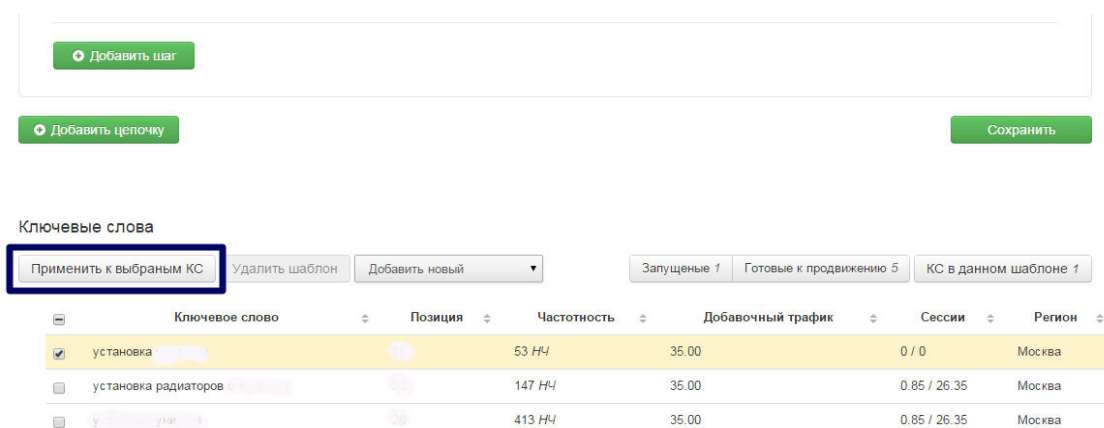 Добавить шаг
Добавить цепочку Сохранить
Ключевые слова
Применить к выбраным КС Удалить шаблон Добавить новый Запущеные 1 Готовые к продвижению 5 КС в данном шаблоне 1
Ключевое слово Позиция Частотность Добавочный трафик Сессии Регион
установка 53 НЧ 35.00 0 / 0 Москва
установка радиаторов 147 НЧ 35.00 0.85 / 26.35 Москва
413 НЧ 35.00 0.85 / 26.35 Москва